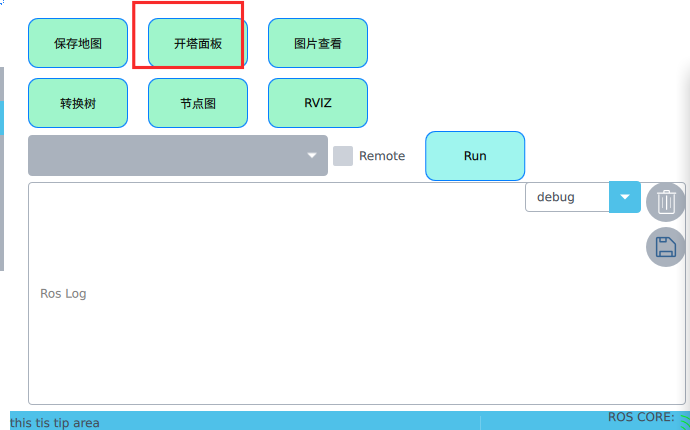 保存地图
开塔面板
图片查看
转换树
节点图
RVIZ
Remote
Run
debug
Ros Log
this tis tip area
ROS CORE: